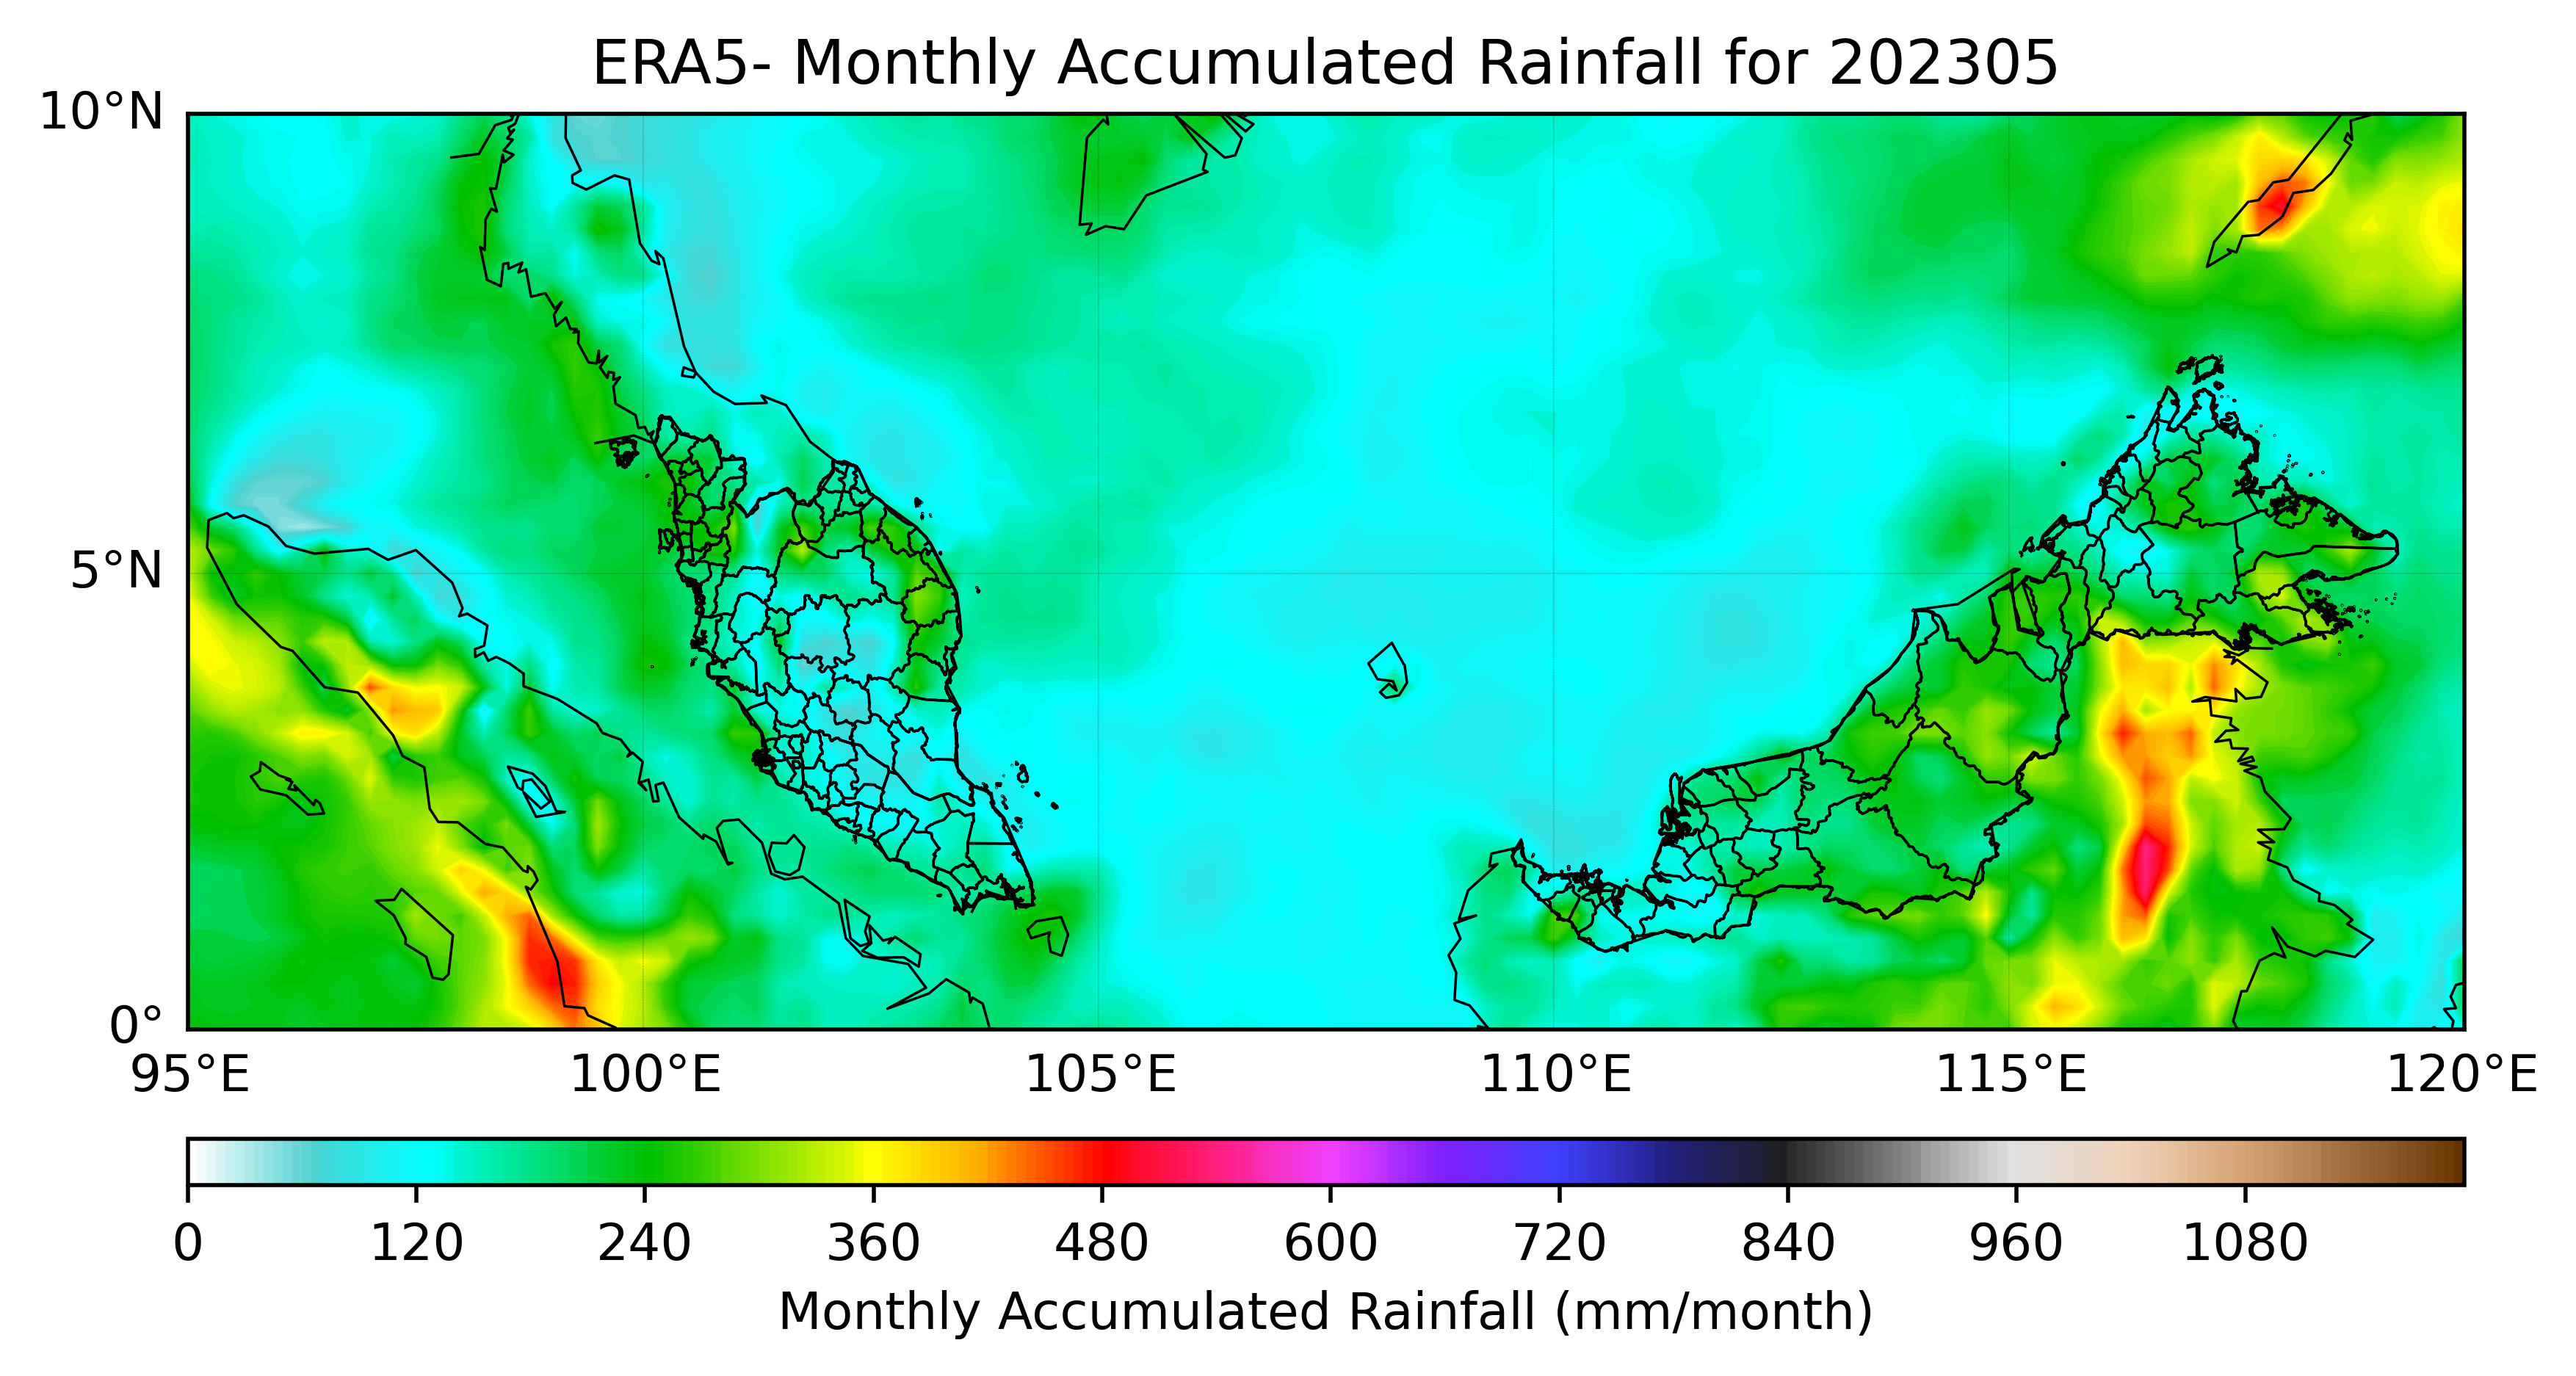 ERA5- Monthly Accumulated Rainfall for 202305
10°N
5°N
0°
95°E 100°E 105°E 110°E 115°E 120°E
0 120 240 360 480 600 720 840 960 1080
Monthly Accumulated Rainfall (mm/month)